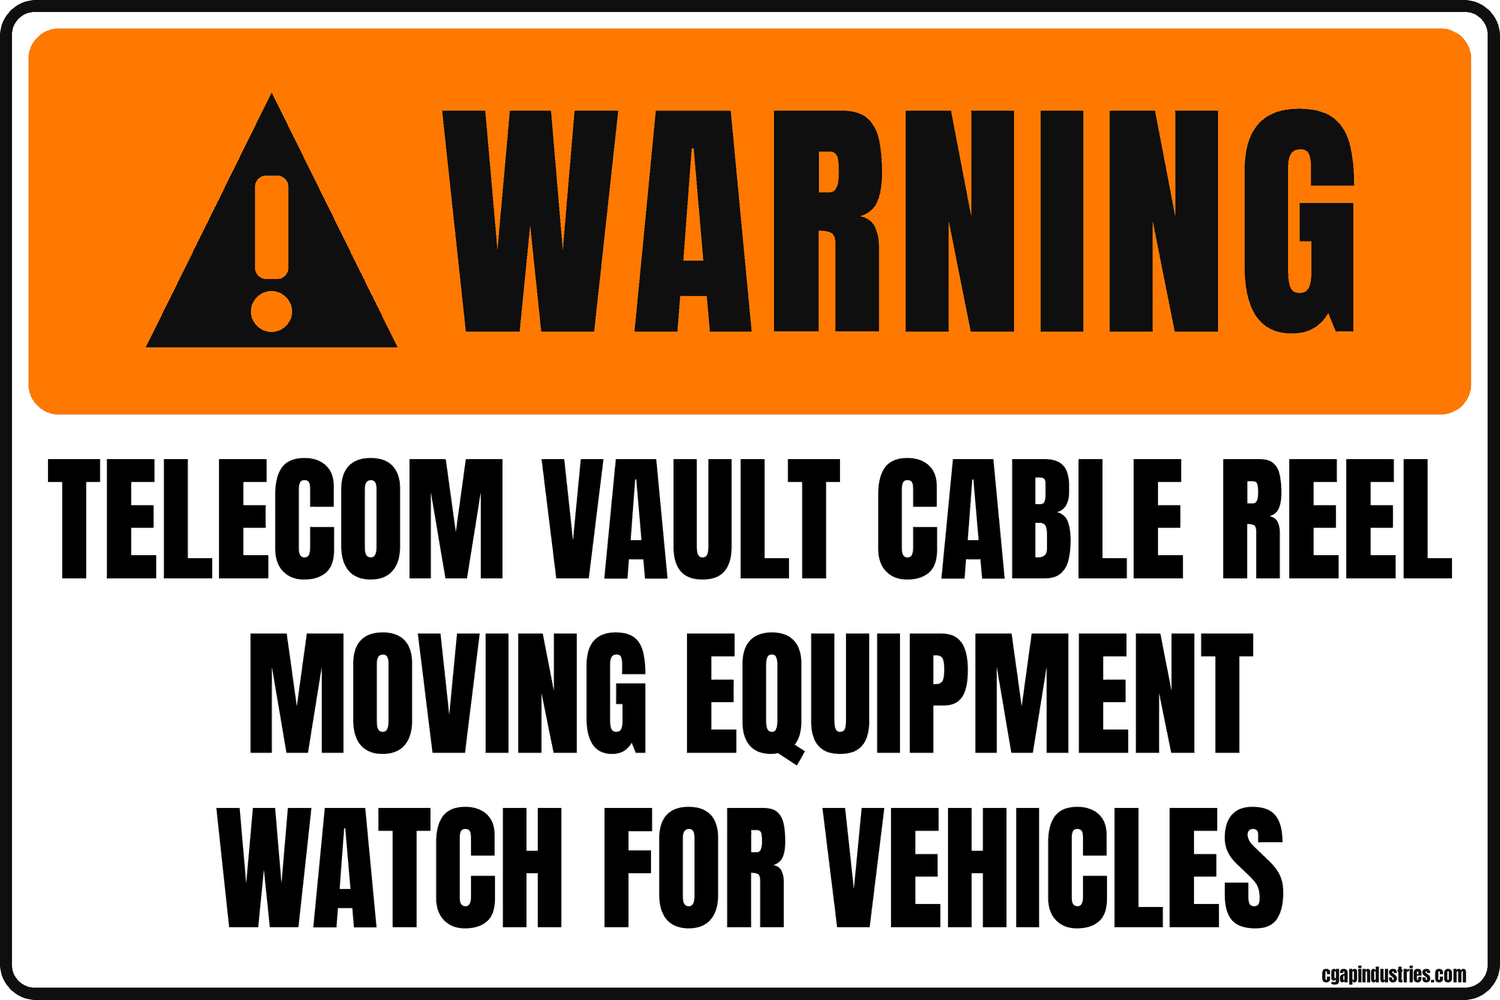 WARNING
TELECOM VAULT CABLE REEL
MOVING EQUIPMENT
WATCH FOR VEHICLES
cgapindustries.com